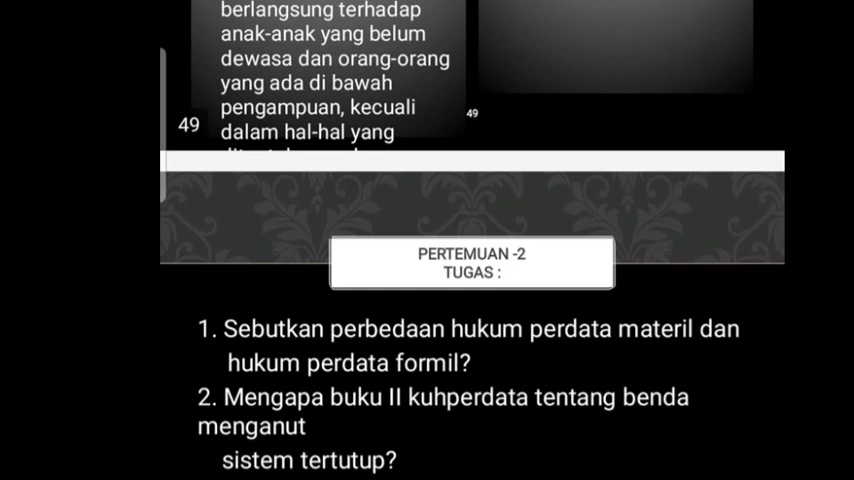 berlangsung terhadap
anak-anak yang belum
dewasa dan orang-orang
yang ada di bawah
pengampuan, kecuali
dalam hal-hal yang
49
49
PERTEMUAN -2
TUGAS :
1. Sebutkan perbedaan hukum perdata materil dan
hukum perdata formil?
2. Mengapa buku II kuhperdata tentang benda
menganut
sistem tertutup?